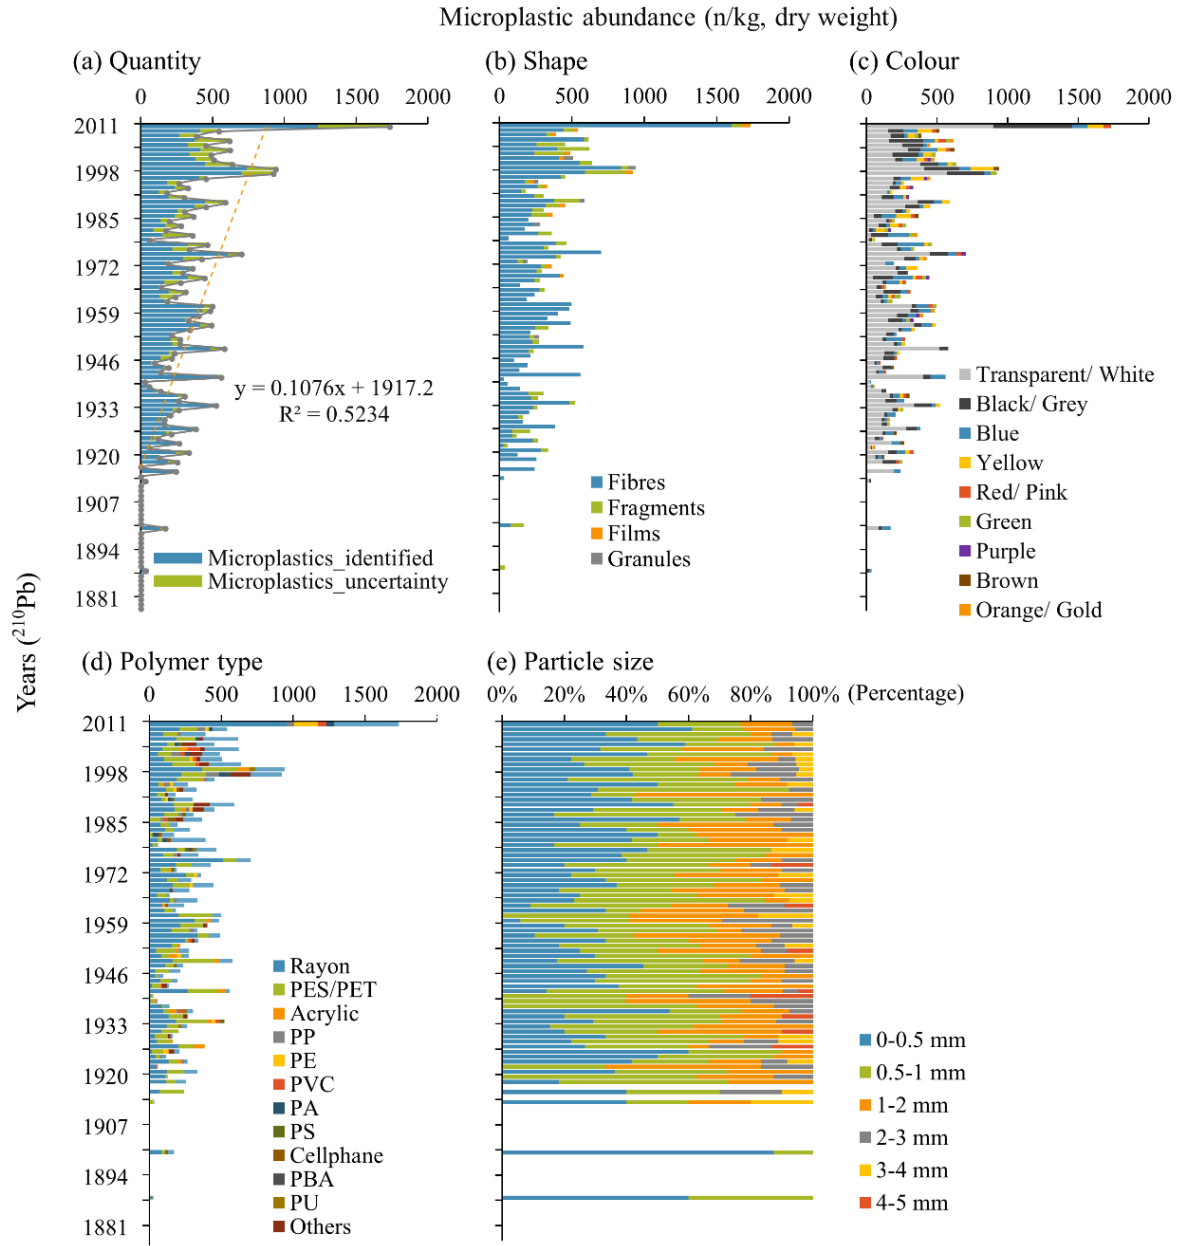 Microplastic abundance (n/kg, dry weight)
(a) Quantity
(b) Shape
(c) Colour
0 500 1000 1500 2000
0 500 1000 1500 2000
0 500 1000 1500 2000
2011
1998
1985
1972
1959
1946
1933
1920
1907
1894
1881
y = 0.1076x + 1917.2
R² = 0.5234
Microplastics_identified
Microplastics_uncertainty
Fibres
Fragments
Films
Granules
Transparent/ White
Black/ Grey
Blue
Yellow
Red/ Pink
Green
Purple
Brown
Orange/ Gold
Years (²¹⁰Pb)
(d) Polymer type
(e) Particle size
0 500 1000 1500 2000
0% 20% 40% 60% 80% 100% (Percentage)
2011
1998
1985
1972
1959
1946
1933
1920
1907
1894
1881
Rayon
PES/PET
Acrylic
PP
PE
PVC
PA
PS
Cellphane
PBA
PU
Others
0-0.5 mm
0.5-1 mm
1-2 mm
2-3 mm
3-4 mm
4-5 mm